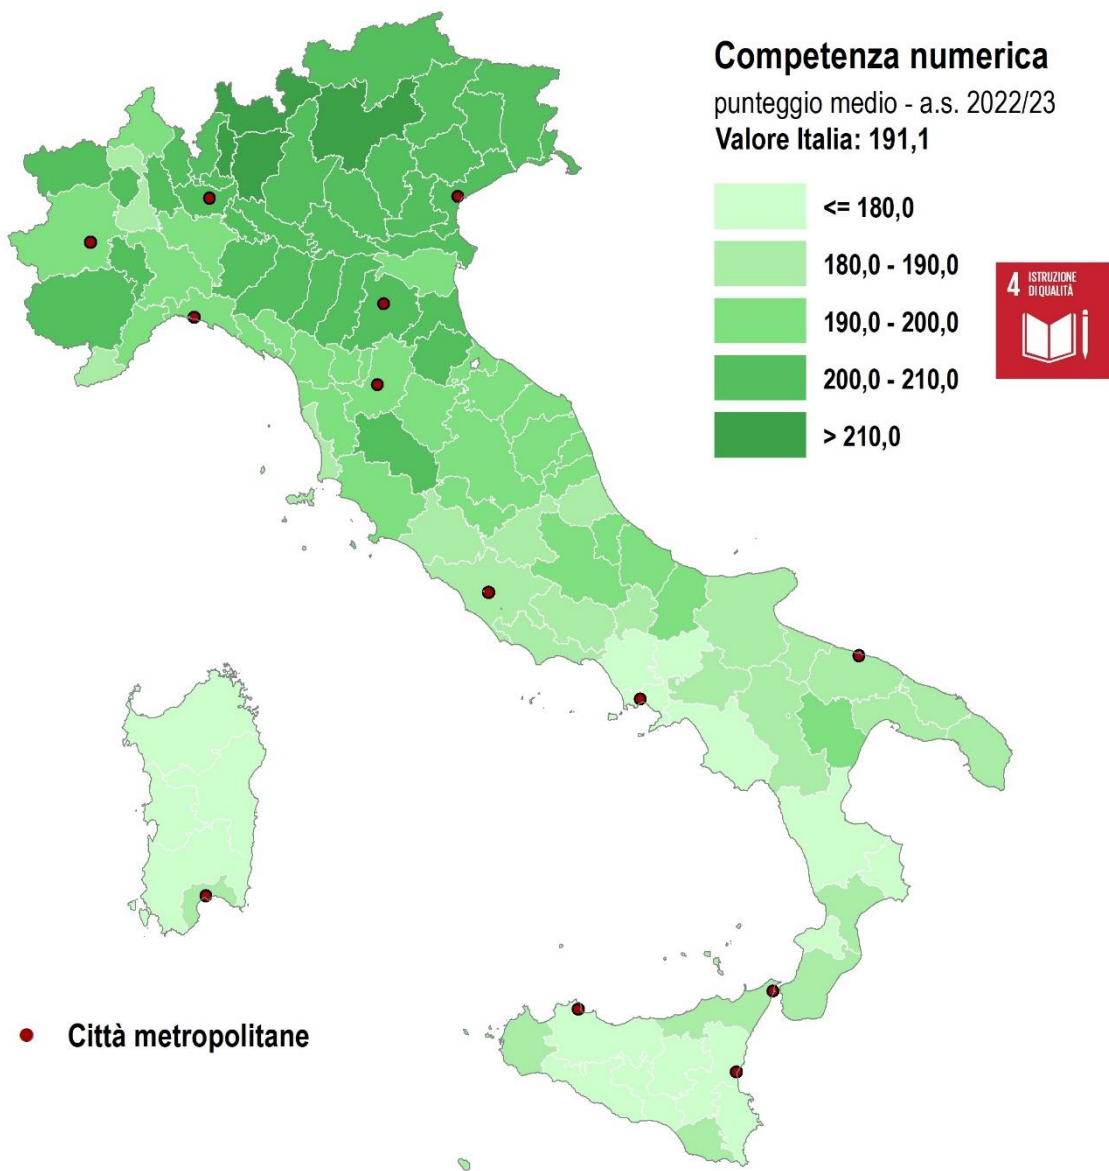 Competenza numerica
punteggio medio - a.s. 2022/23
Valore Italia: 191,1
<= 180,0
180,0 - 190,0
190,0 - 200,0
200,0 - 210,0
> 210,0
4 ISTRUZIONE
DI QUALITÀ
Città metropolitane